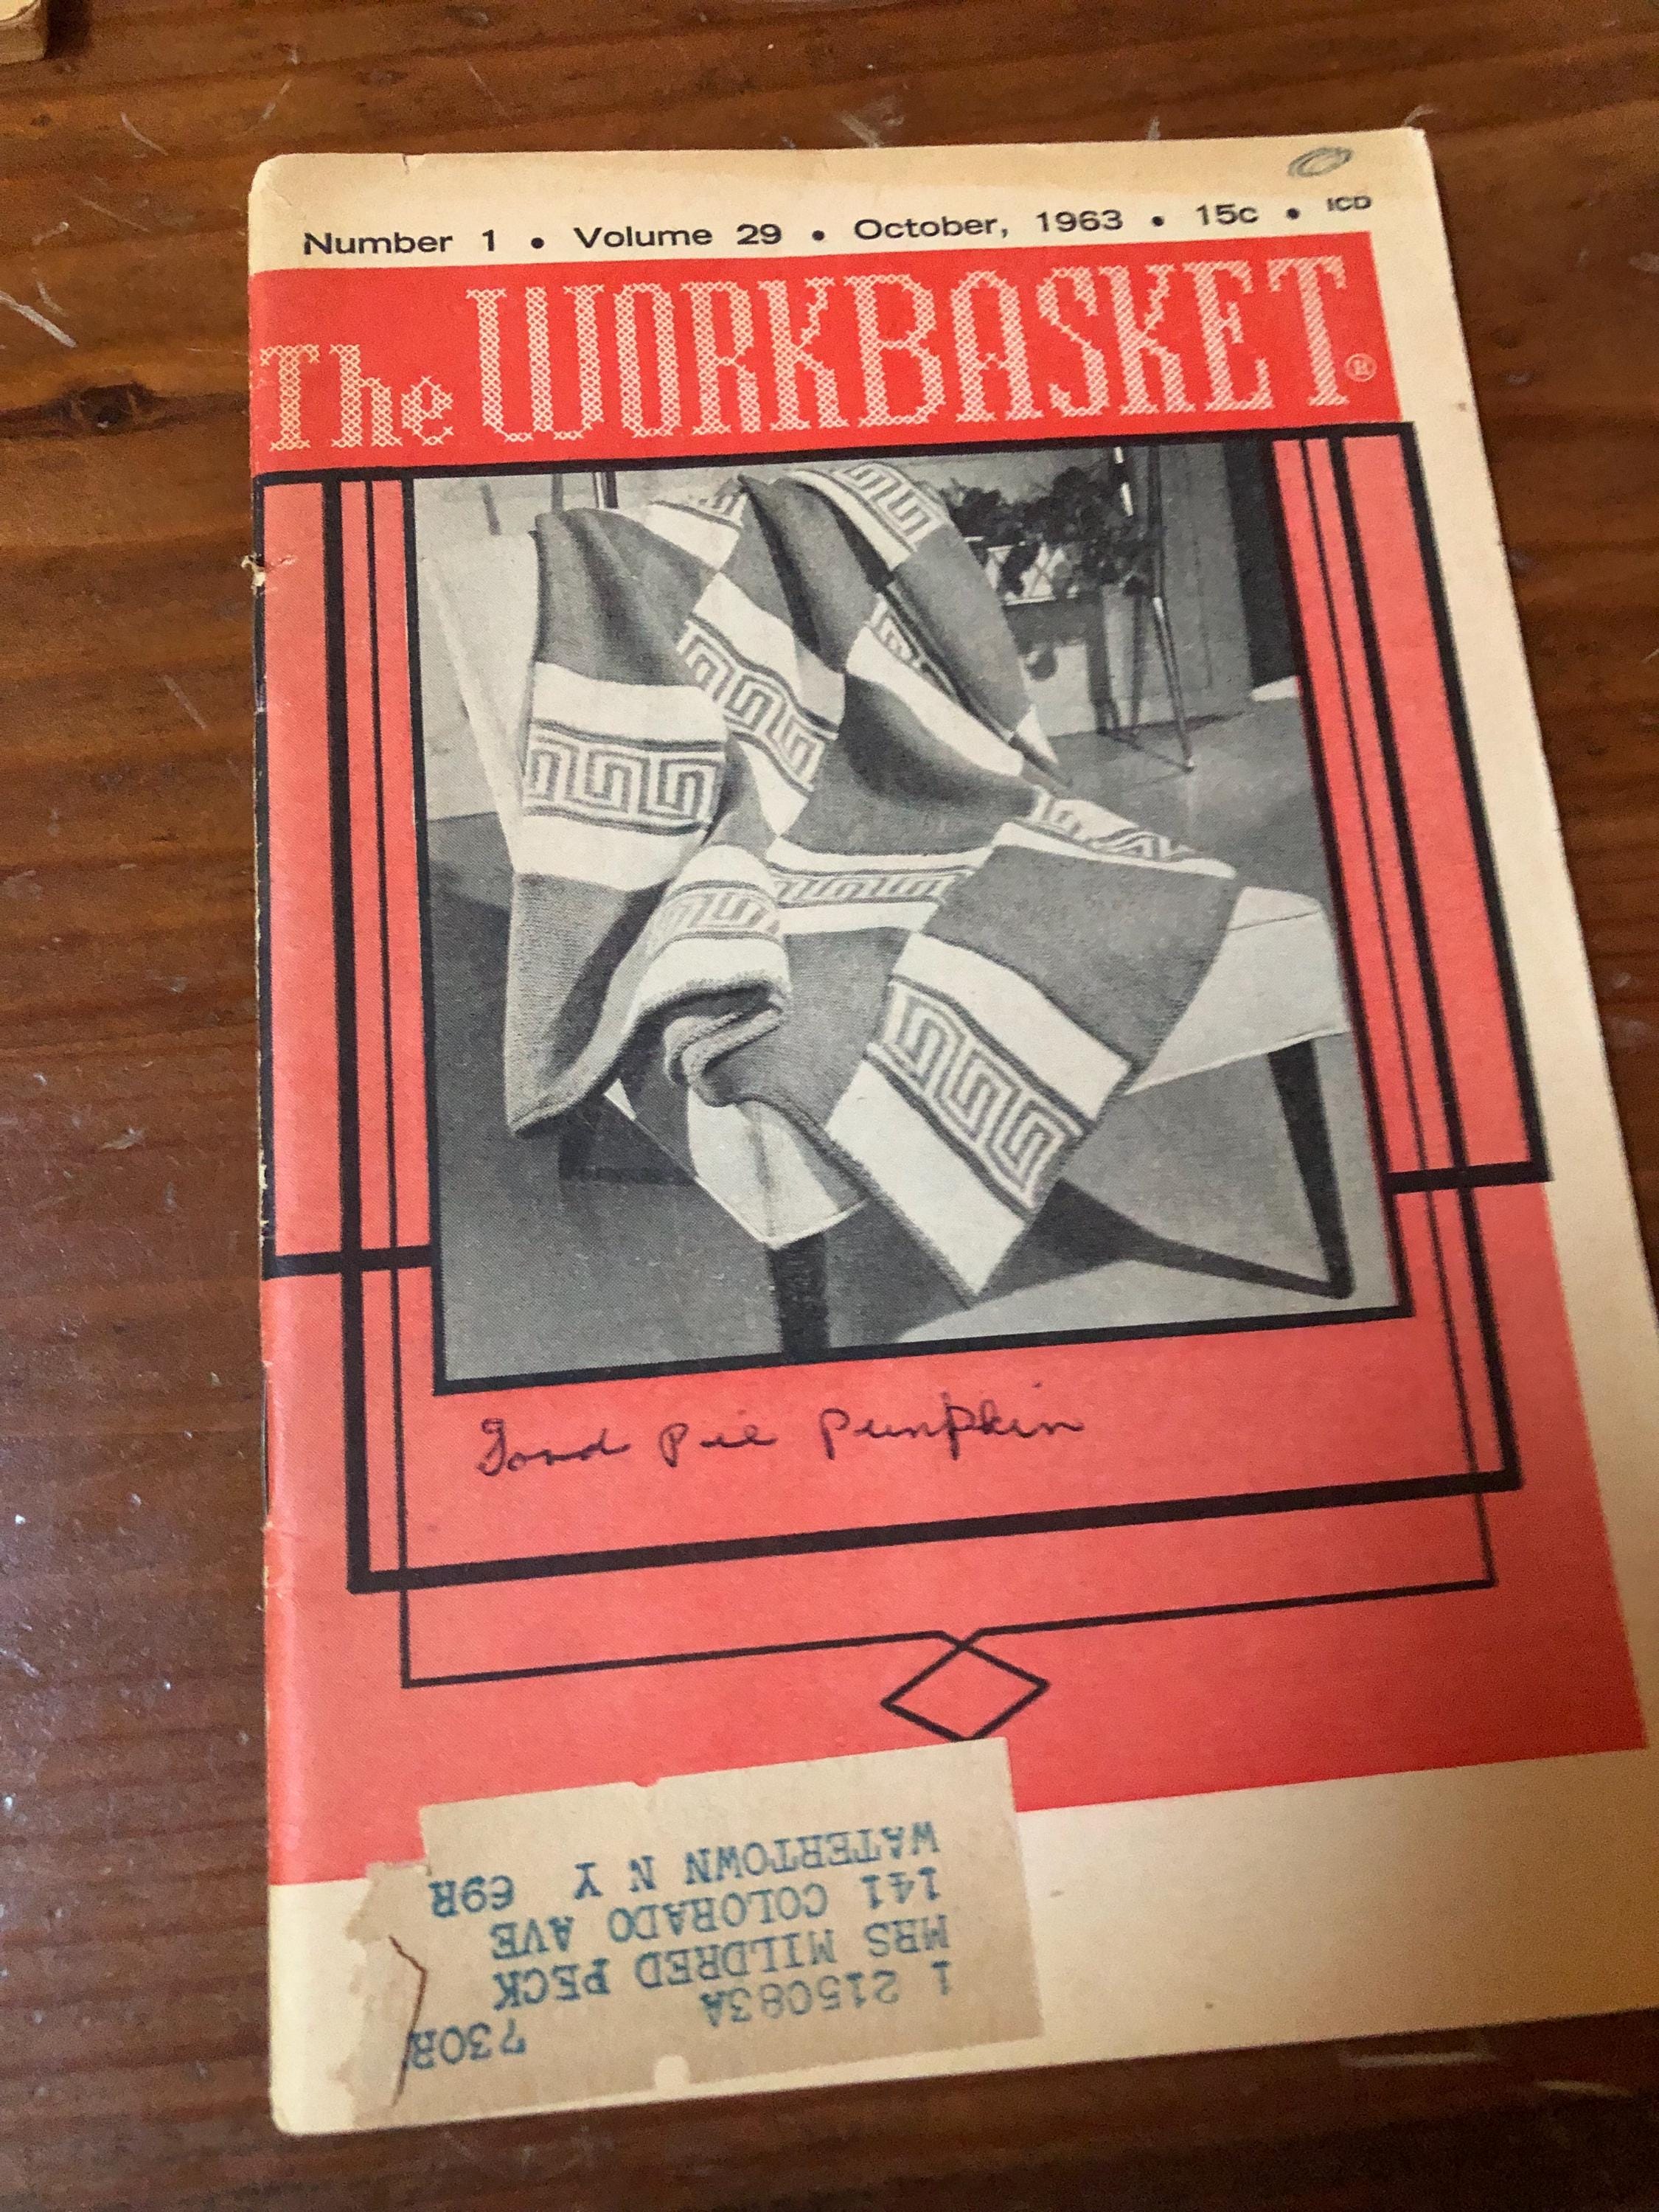 Number 1 • Volume 29 • October, 1963 • 15c • ICD
The WORKBASKET®
Good Pie Pumpkin
1 215083A 730R
MRS MILDRED PECK
141 COLORADO AVE
WATERTOWN N Y 69R